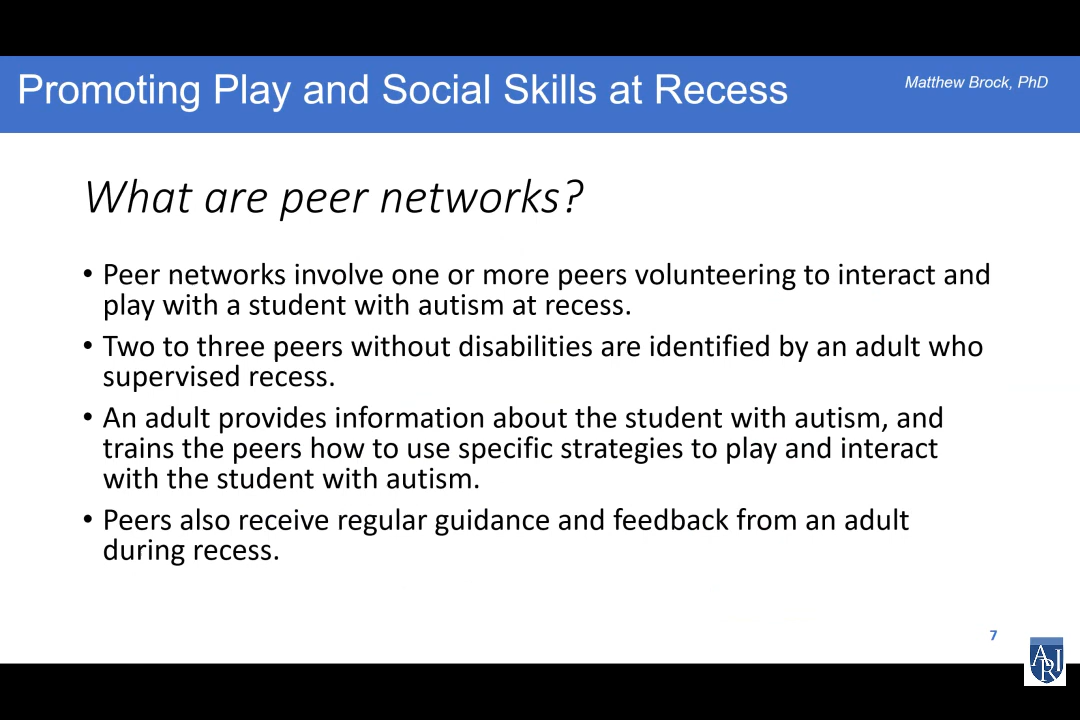 Promoting Play and Social Skills at Recess
Matthew Brock, PhD
What are peer networks?
• Peer networks involve one or more peers volunteering to interact and
play with a student with autism at recess.
• Two to three peers without disabilities are identified by an adult who
supervised recess.
• An adult provides information about the student with autism, and
trains the peers how to use specific strategies to play and interact
with the student with autism.
• Peers also receive regular guidance and feedback from an adult
during recess.
7
ARI